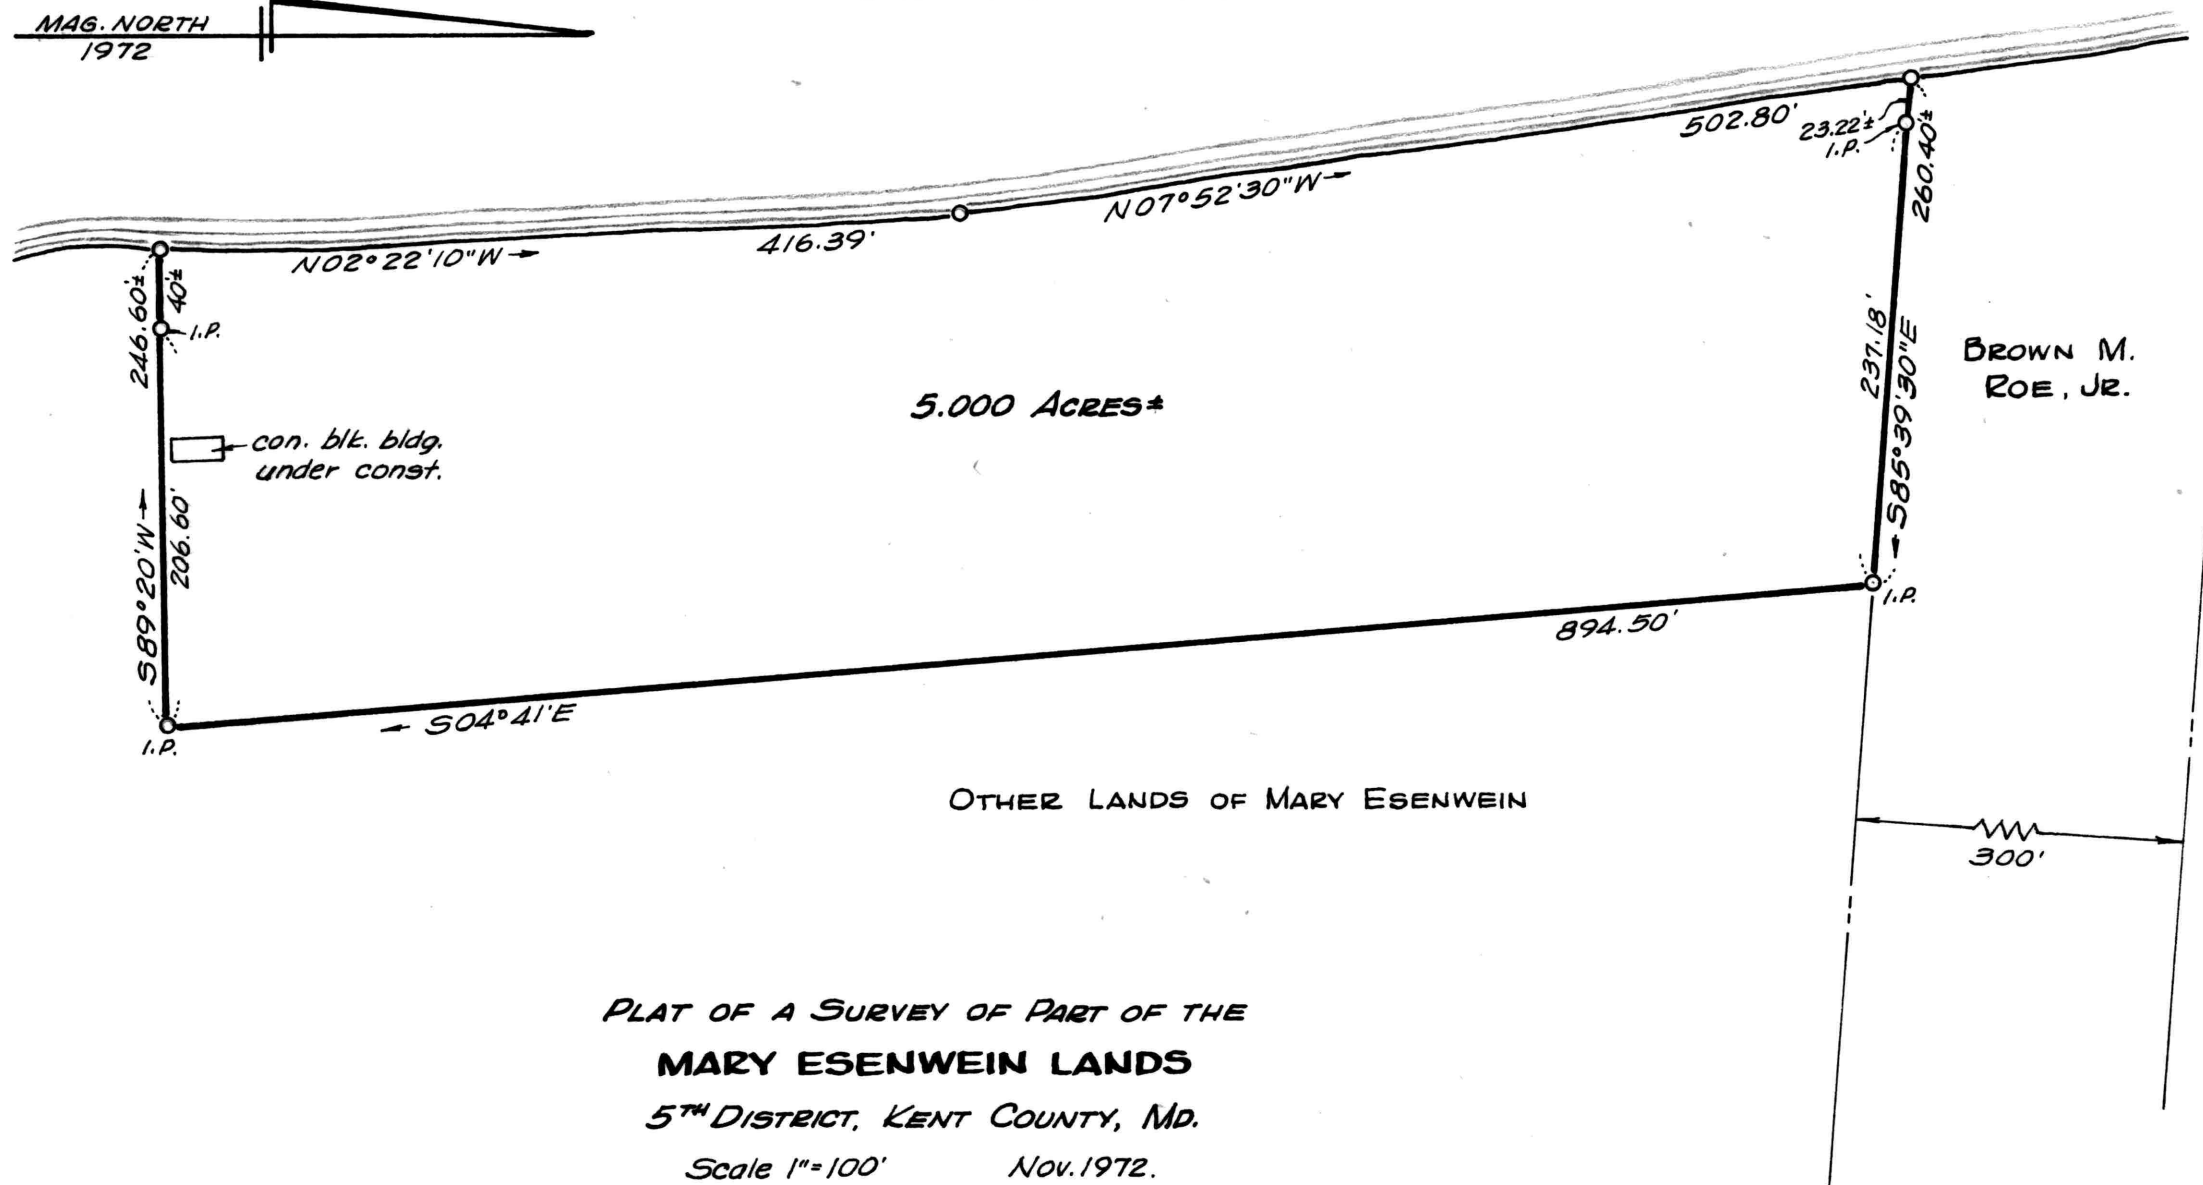 MAG. NORTH
1972
502.80'
23.22'±
I.P.
260.40'±
N07°52'30"W
416.39'
N02°22'10"W
246.60'±
40'±
I.P.
237.18'
S85°39'30"E
BROWN M.
ROE, JR.
5.000 ACRES±
con. blk. bldg.
under const.
S89°20'W
206.60'
I.P.
894.50'
S04°41'E
I.P.
OTHER LANDS OF MARY ESENWEIN
300'
PLAT OF A SURVEY OF PART OF THE
MARY ESENWEIN LANDS
5TH DISTRICT, KENT COUNTY, MD.
Scale 1"=100' Nov. 1972.